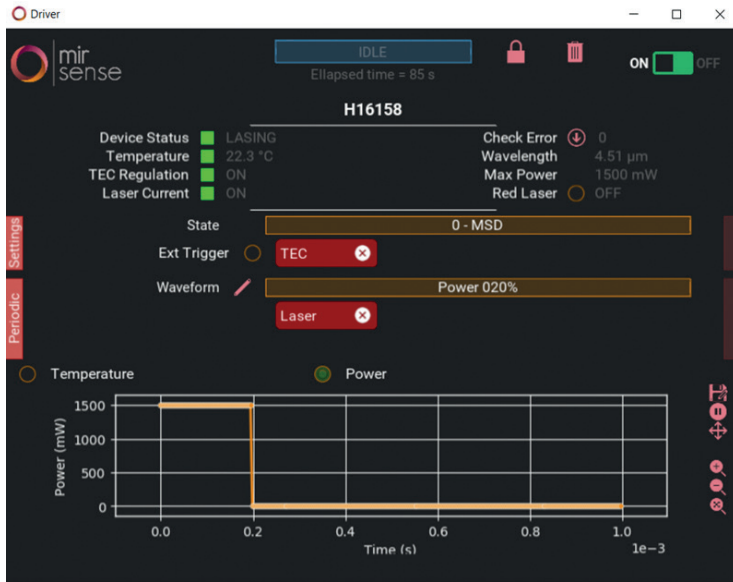 Driver
mir
sense
IDLE
Ellapsed time = 85 s
ON
OFF
H16158
Device Status LASING
Temperature 22.3 °C
TEC Regulation ON
Laser Current ON
Check Error 0
Wavelength 4.51 µm
Max Power 1500 mW
Red Laser OFF
Settings
Periodic
State 0 - MSD
Ext Trigger TEC
Waveform Power 020%
Laser
Temperature Power
Power (mW)
1500
1000
500
0
0.0 0.2 0.4 0.6 0.8 1.0
Time (s) 1e−3